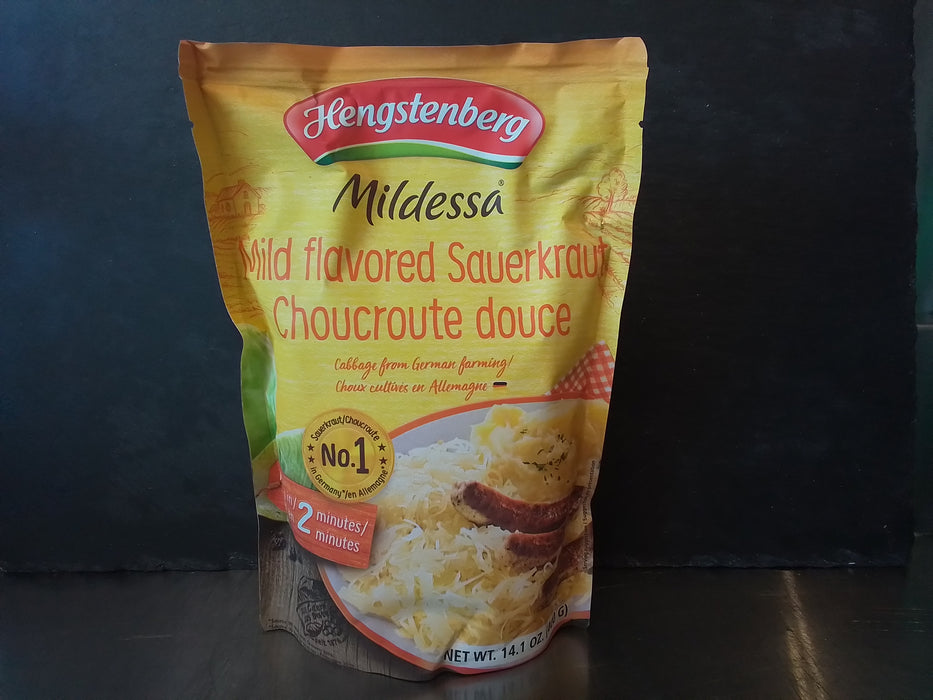 Hengstenberg
Mildessa®
Mild flavored Sauerkraut
Choucroute douce
Cabbage from German farming/
Choux cultivés en Allemagne
Sauerkraut/Choucroute
No.1
in Germany*/en Allemagne*
2 minutes/
minutes
NET WT. 14.1 OZ.